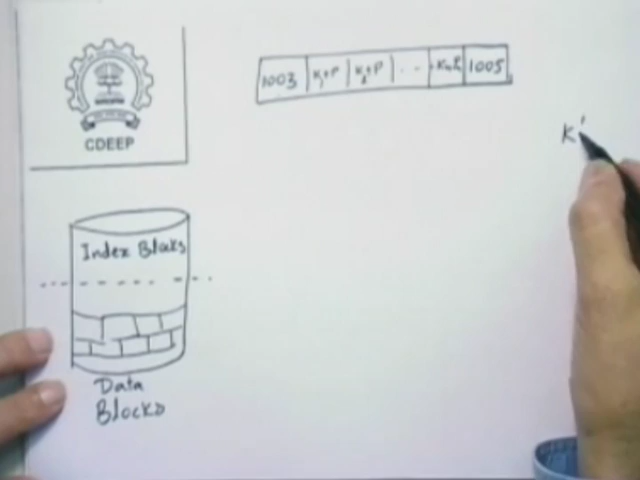 1003 K₁+P K₂+P · · · 1005
K'
CDEEP
Index Blocks
Data
Blocks